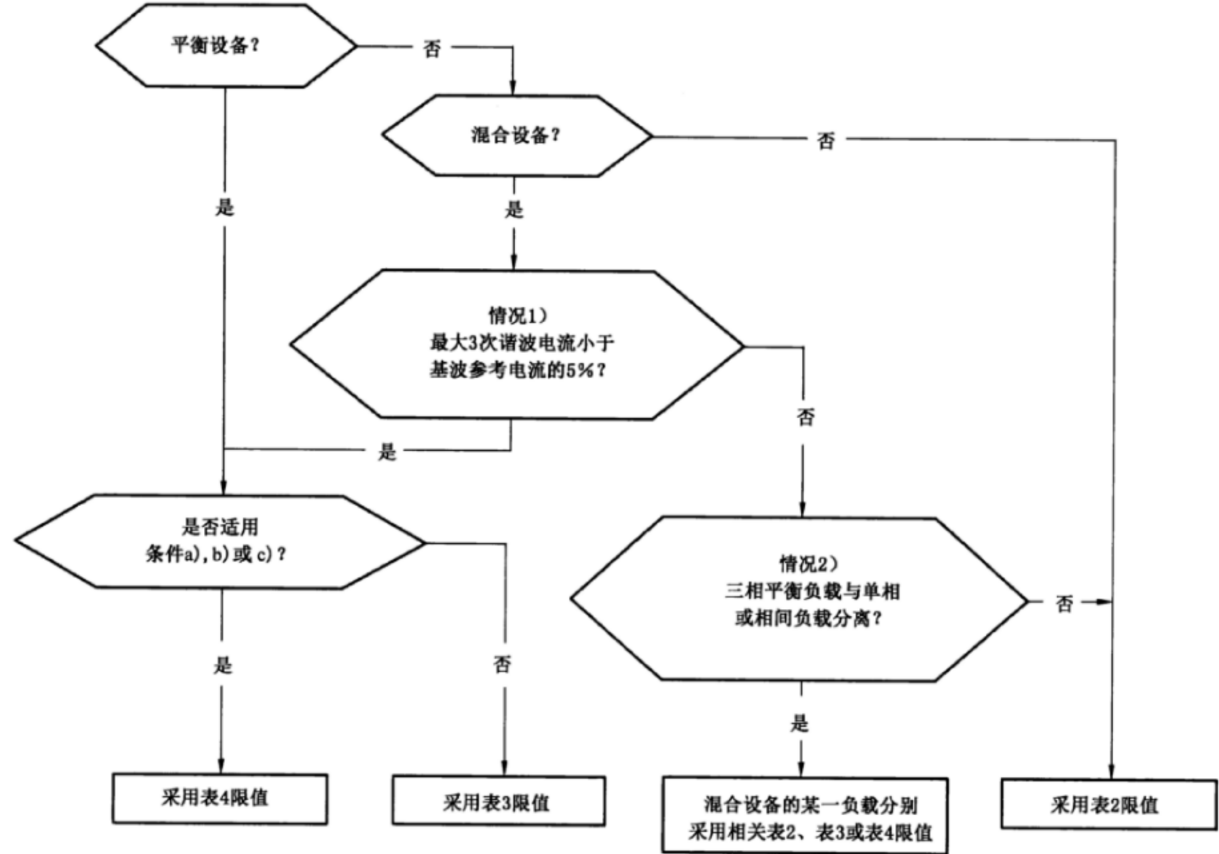 平衡设备?
否
混合设备?
否
是
是
情况1)
最大3次谐波电流小于
基波参考电流的5%?
否
是
是否适用
条件a),b)或 c)?
情况2)
三相平衡负载与单相
或相间负载分离?
否
是
否
是
采用表4限值
采用表3限值
混合设备的某一负载分别
采用相关表2、表3或表4限值
采用表2限值